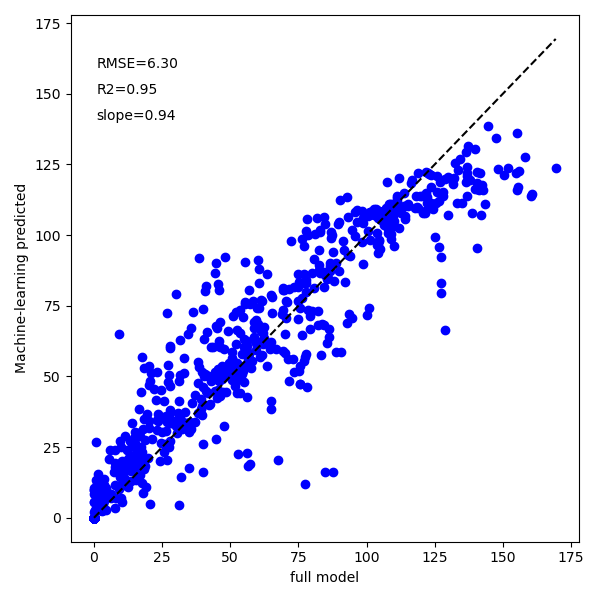 175
150
125
100
75
50
25
0
RMSE=6.30
R2=0.95
slope=0.94
Machine-learning predicted
0 25 50 75 100 125 150 175
full model